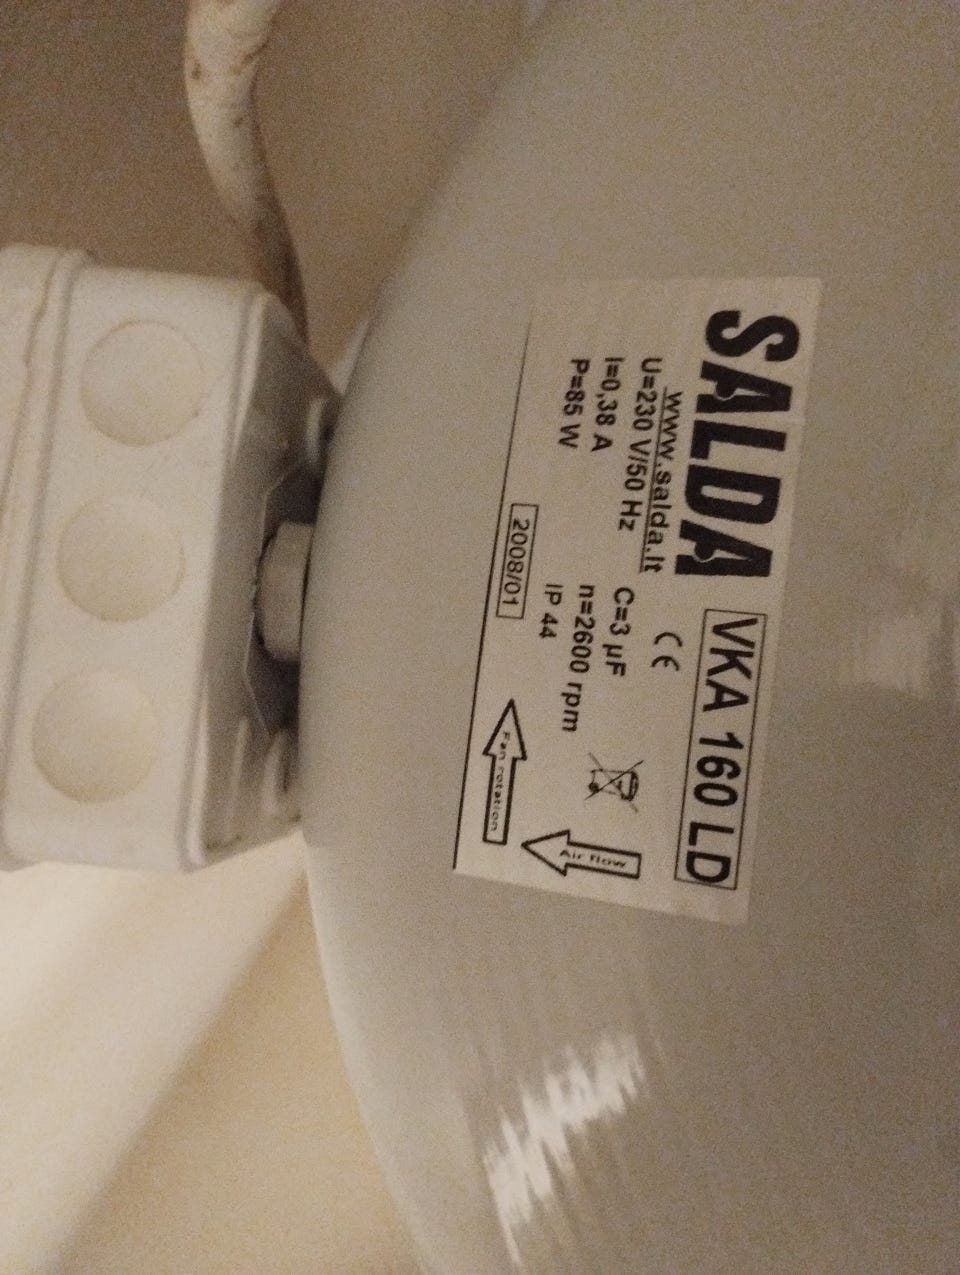 SALDA VKA 160 LD
www.salda.lt CE
U=230 V/50 Hz C=3 µF
I=0,38 A n=2600 rpm
P=85 W IP 44
2008/01
Air flow
Fan rotation